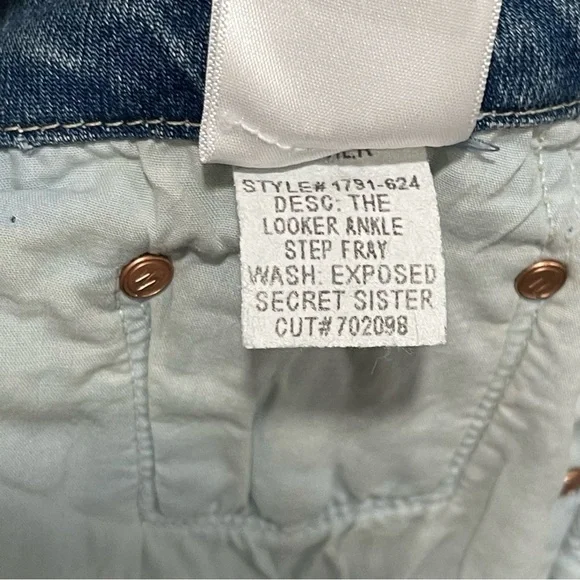 STYLE# 1791-624
DESC: THE
LOOKER ANKLE
STEP FRAY
WASH: EXPOSED
SECRET SISTER
CUT# 702098